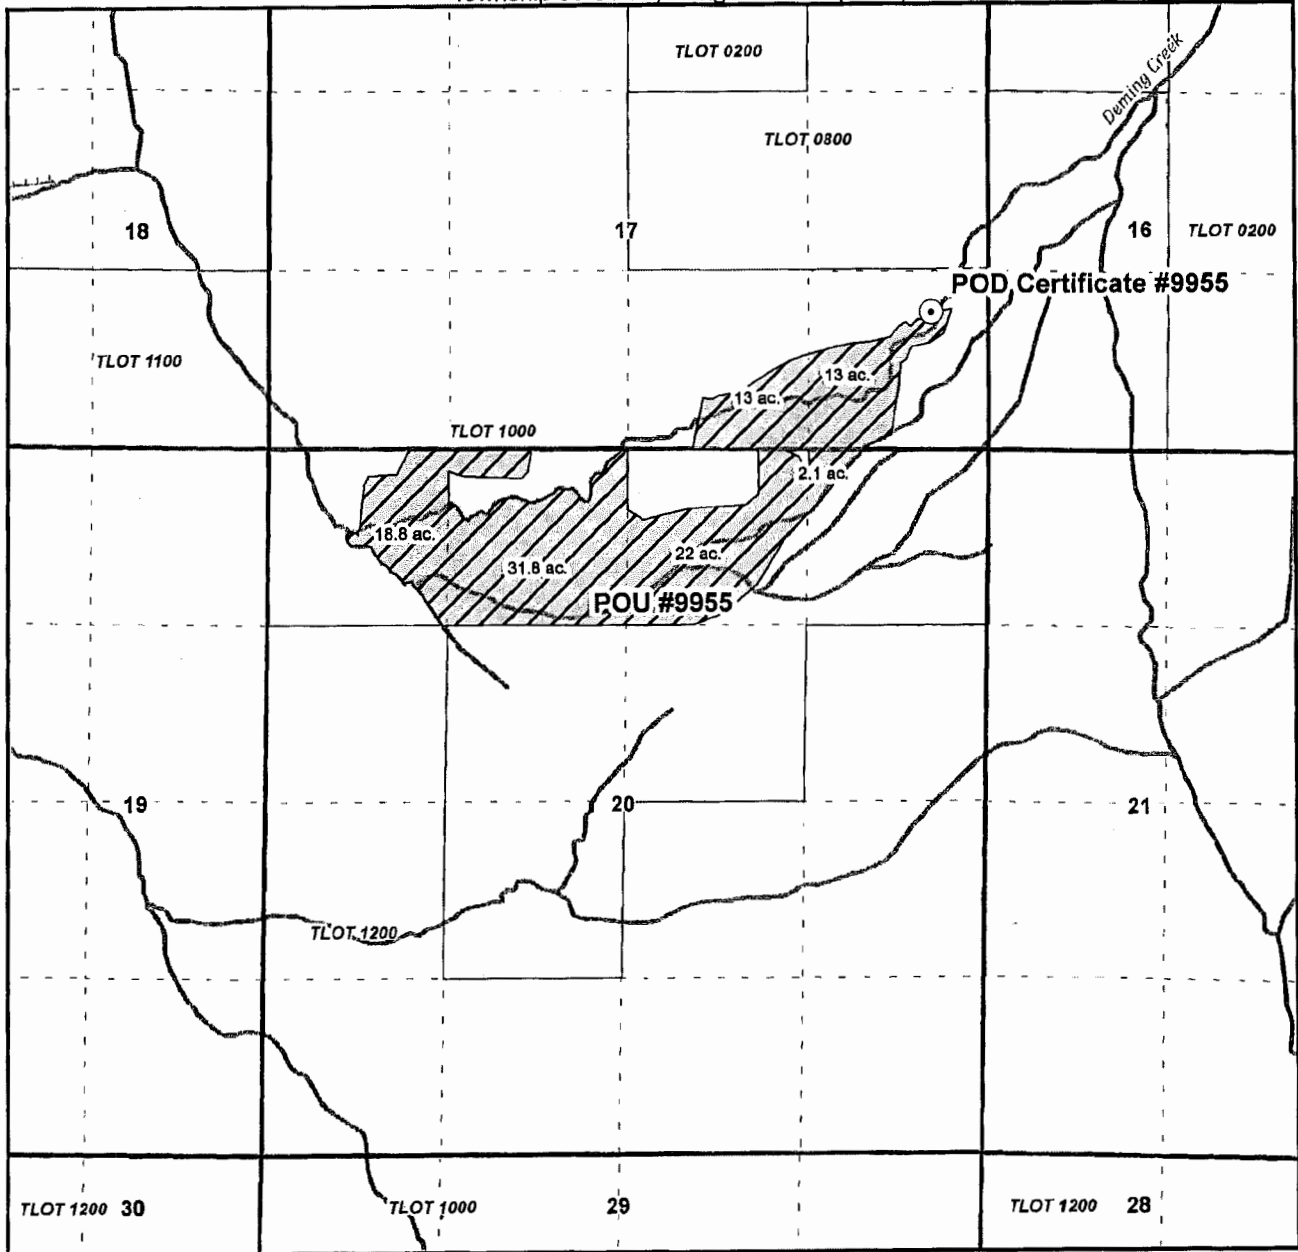 TLOT 0200
Deming Creek
TLOT 0800
18
17
16
TLOT 0200
POD Certificate #9955
TLOT 1100
13 ac.
13 ac.
TLOT 1000
2.1 ac.
18.8 ac.
22 ac.
31.8 ac.
POU #9955
19
20
21
TLOT 1200
TLOT 1200 30
TLOT 1000
29
TLOT 1200 28